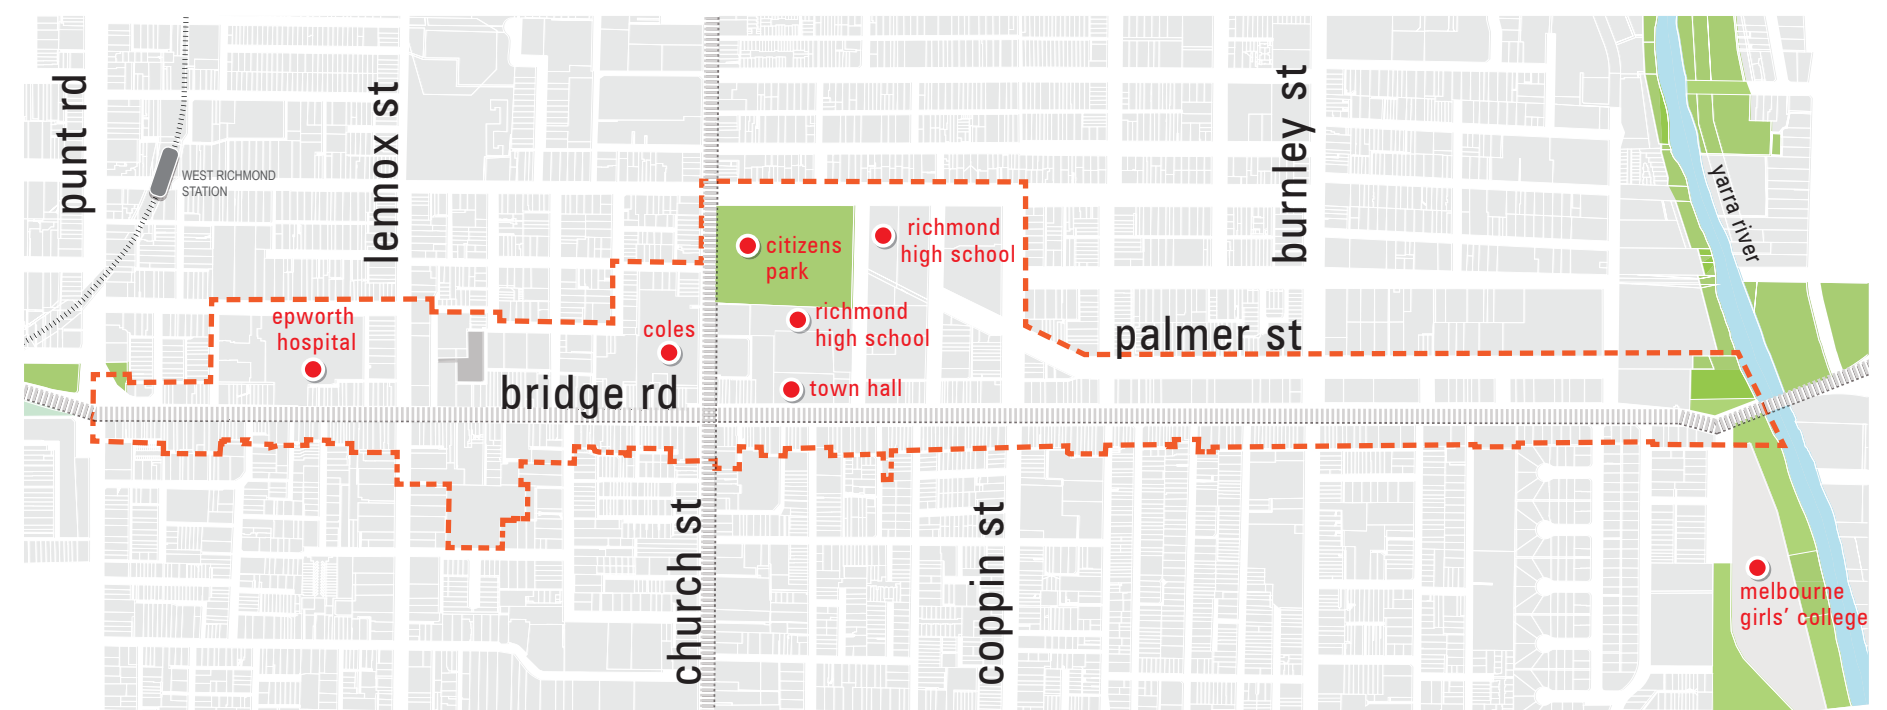 punt rd
WEST RICHMOND
STATION
lennox st
burnley st
yarra river
citizens
park
richmond
high school
epworth
hospital
coles
richmond
high school
palmer st
bridge rd
town hall
church st
coppin st
melbourne
girls’ college